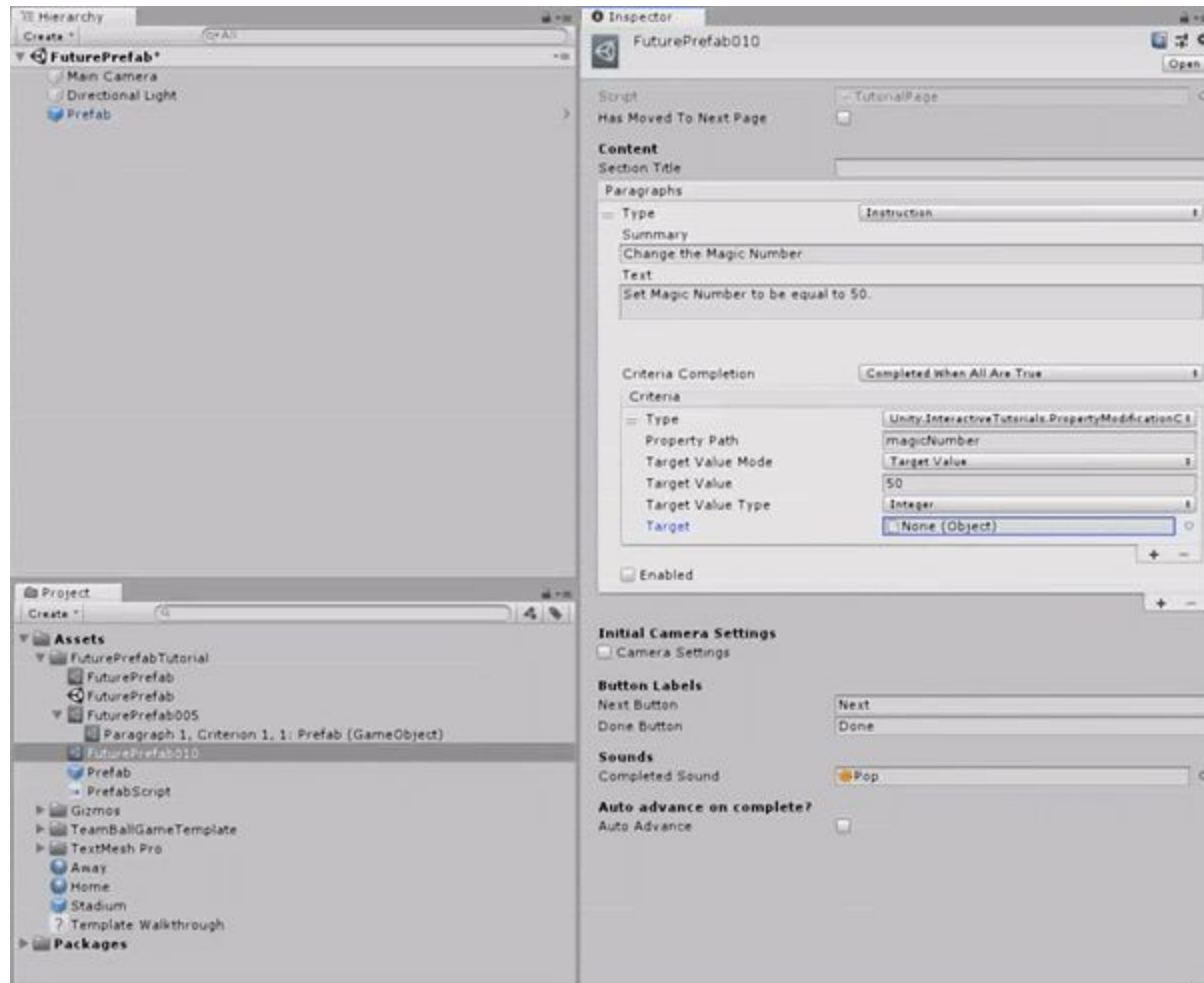 Hierarchy
Create
All
FuturePrefab*
Main Camera
Directional Light
Prefab
Inspector
FuturePrefab010
Open
Script TutorialPage
Has Moved To Next Page
Content
Section Title
Paragraphs
Type Instruction
Summary
Change the Magic Number
Text
Set Magic Number to be equal to 50.
Criteria Completion Completed When All Are True
Criteria
Type Unity.InteractiveTutorials.PropertyModificationC
Property Path magicNumber
Target Value Mode Target Value
Target Value 50
Target Value Type Integer
Target None (Object)
+ −
Enabled
+ −
Initial Camera Settings
Camera Settings
Button Labels
Next Button Next
Done Button Done
Sounds
Completed Sound Pop
Auto advance on complete?
Auto Advance
Project
Create
Assets
FuturePrefabTutorial
FuturePrefab
FuturePrefab
FuturePrefab005
Paragraph 1, Criterion 1, 1: Prefab (GameObject)
FuturePrefab010
Prefab
PrefabScript
Gizmos
TeamBallGameTemplate
TextMesh Pro
Away
Home
Stadium
? Template Walkthrough
Packages